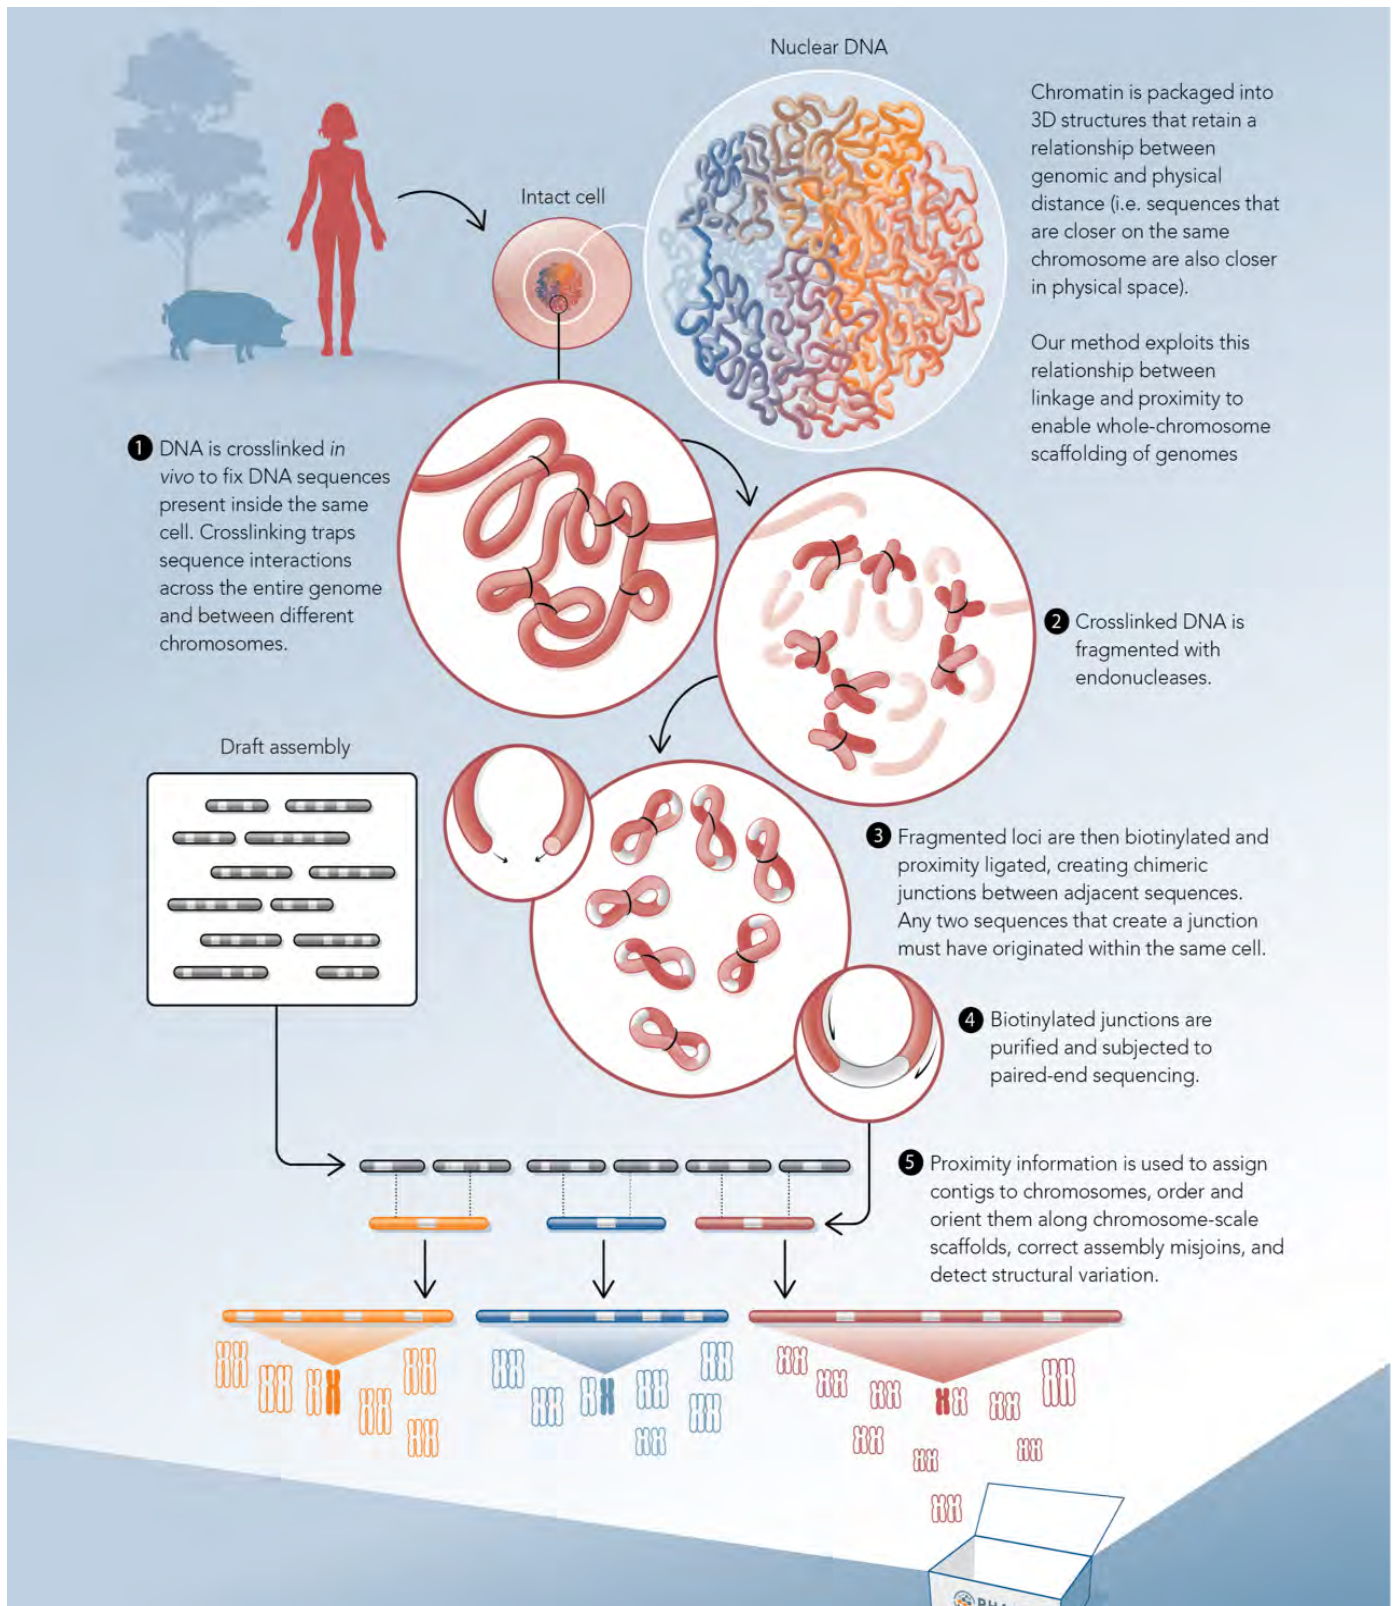 Nuclear DNA
Chromatin is packaged into
3D structures that retain a
relationship between
genomic and physical
distance (i.e. sequences that
are closer on the same
chromosome are also closer
in physical space).
Our method exploits this
relationship between
linkage and proximity to
enable whole-chromosome
scaffolding of genomes
Intact cell
1 DNA is crosslinked in
vivo to fix DNA sequences
present inside the same
cell. Crosslinking traps
sequence interactions
across the entire genome
and between different
chromosomes.
2 Crosslinked DNA is
fragmented with
endonucleases.
Draft assembly
3 Fragmented loci are then biotinylated and
proximity ligated, creating chimeric
junctions between adjacent sequences.
Any two sequences that create a junction
must have originated within the same cell.
4 Biotinylated junctions are
purified and subjected to
paired-end sequencing.
5 Proximity information is used to assign
contigs to chromosomes, order and
orient them along chromosome-scale
scaffolds, correct assembly misjoins, and
detect structural variation.